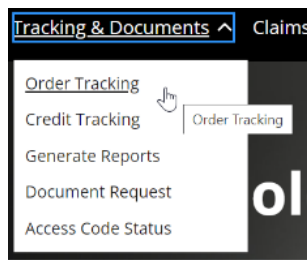 Tracking & Documents Claims
Order Tracking
Credit Tracking
Order Tracking
Generate Reports
Document Request
Access Code Status
ol